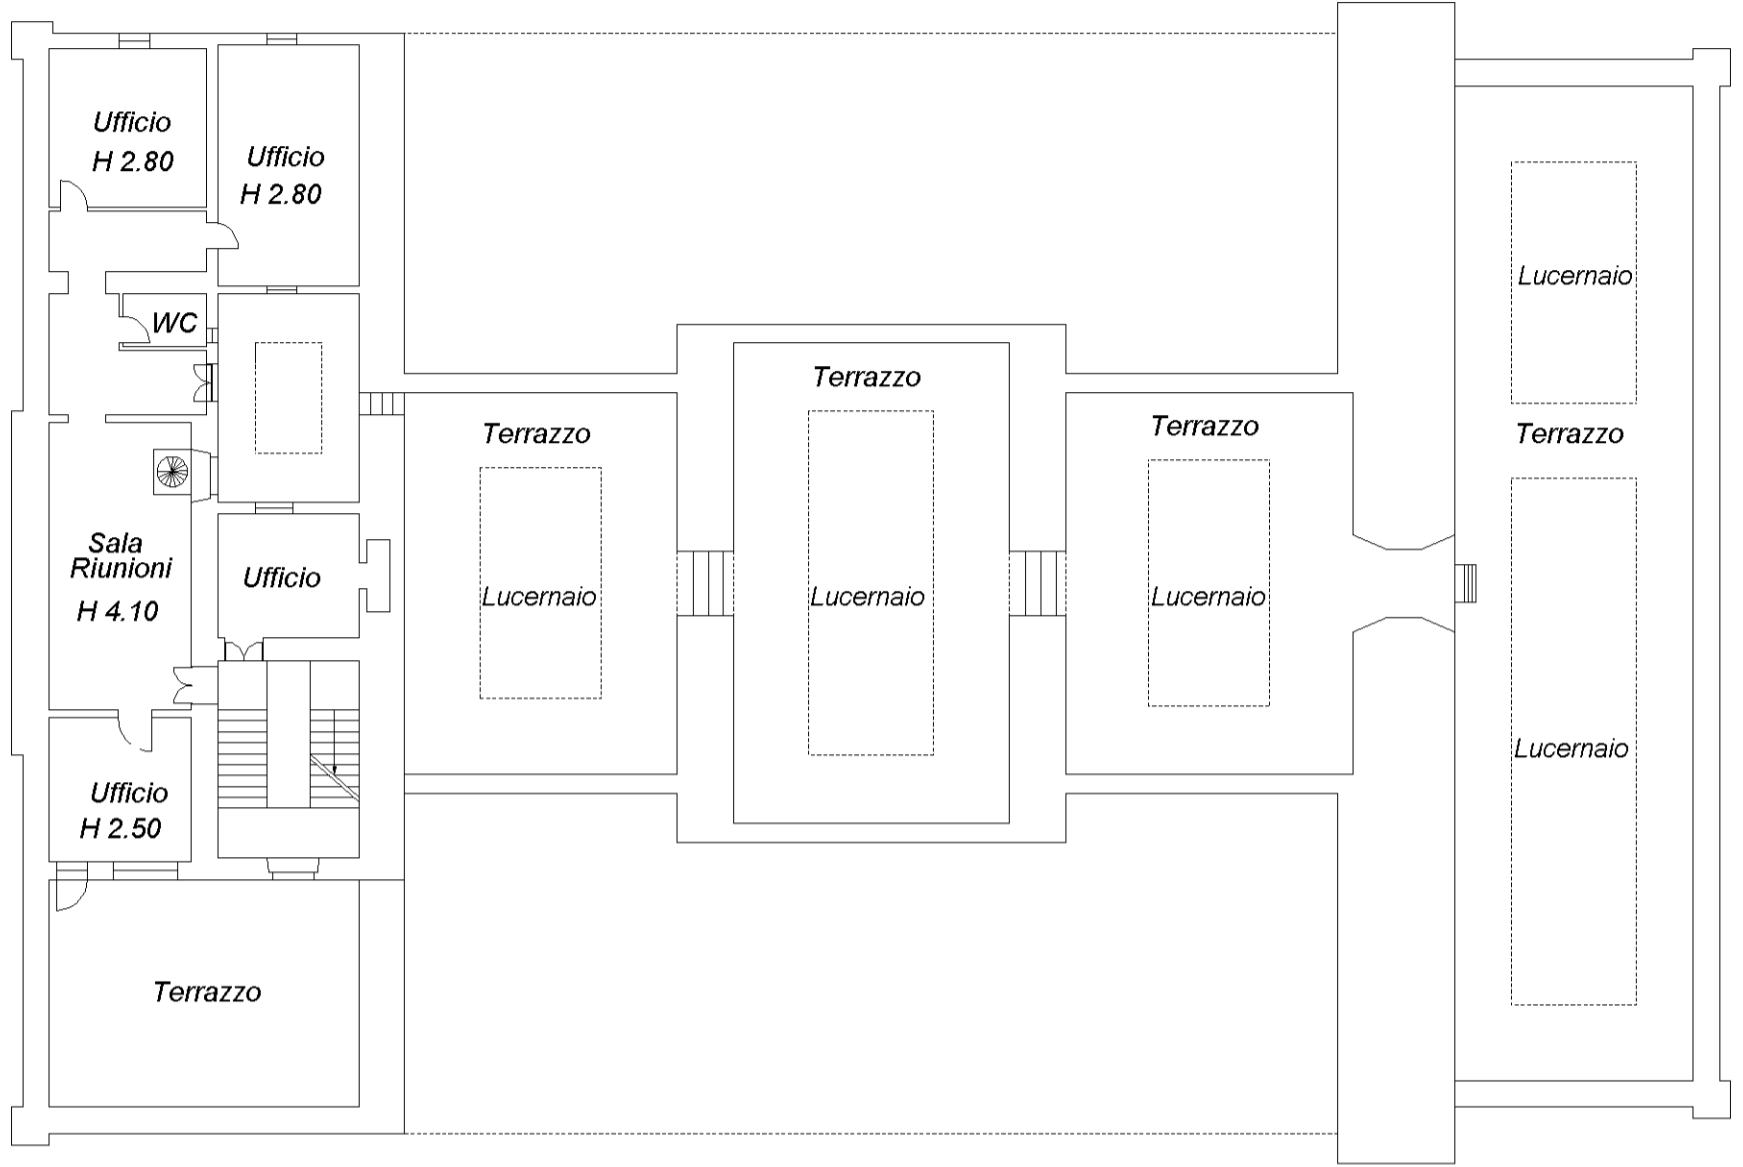 Ufficio
H 2.80
Ufficio
H 2.80
WC
Sala
Riunioni
H 4.10
Ufficio
Ufficio
H 2.50
Terrazzo
Terrazzo
Lucernaio
Terrazzo
Lucernaio
Terrazzo
Lucernaio
Lucernaio
Terrazzo
Lucernaio